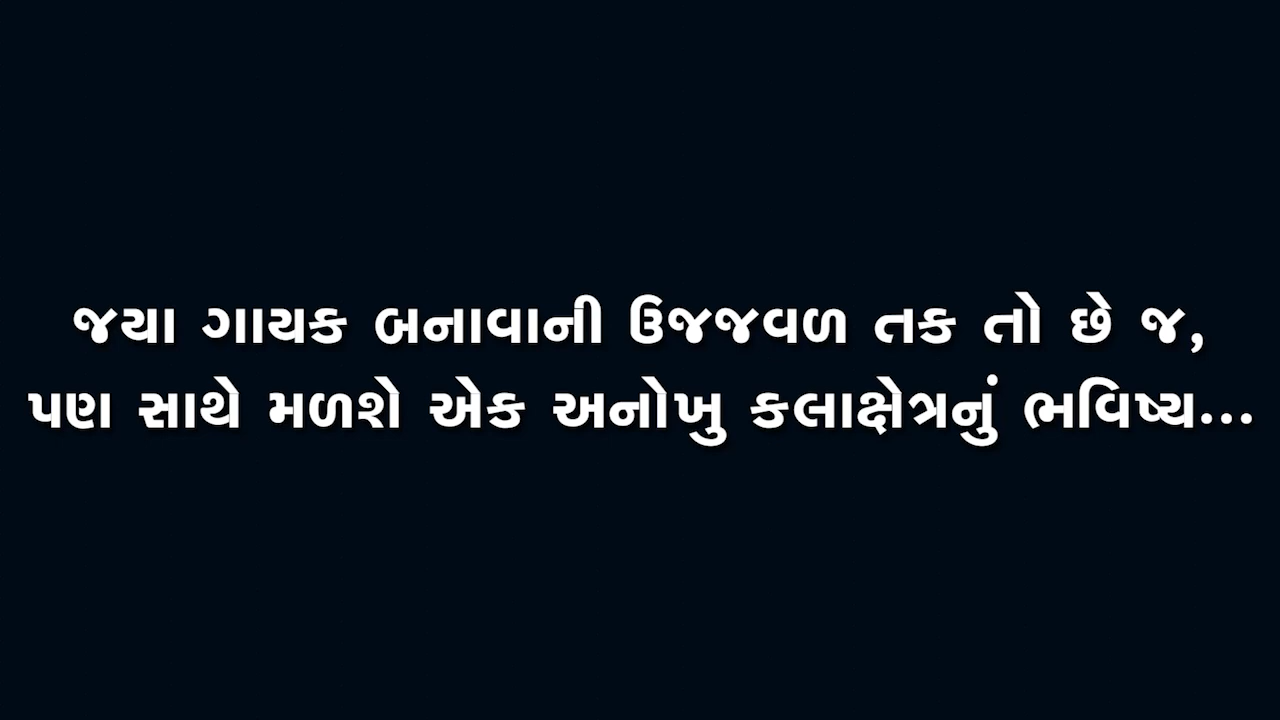 જયા ગાયક બનાવાની ઉજજવળ તક તો છે જ,
પણ સાથે મળશે એક અનોખુ કલાક્ષેત્રનું ભવિષ્ય...